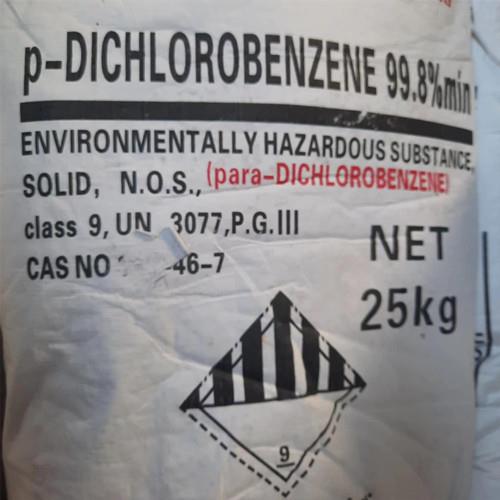 p-DICHLOROBENZENE 99.8%min
ENVIRONMENTALLY HAZARDOUS SUBSTANCE,
SOLID, N.O.S., (para-DICHLOROBENZENE)
class 9, UN 3077, P.G.III
CAS NO 46-7
NET
25kg
9